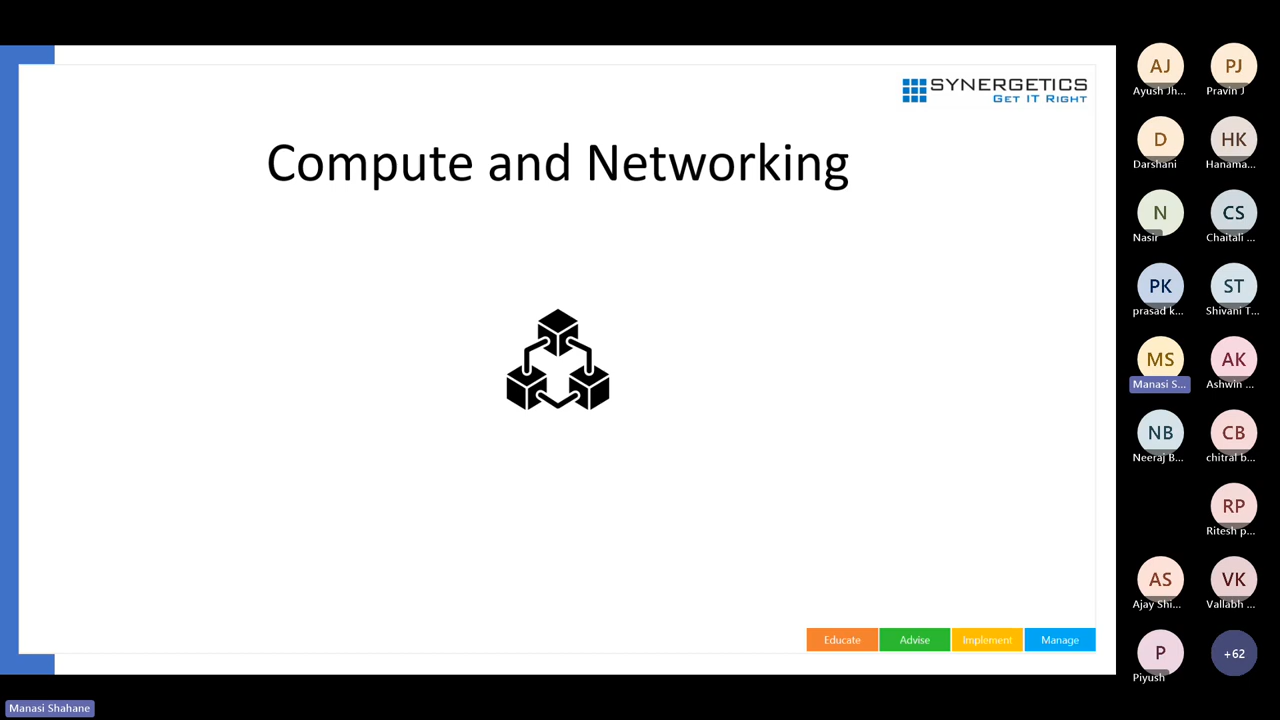 SYNERGETICS
GET IT RIGHT
Compute and Networking
Educate
Advise
Implement
Manage
AJ
Ayush Jh...
PJ
Pravin J
D
Darshani
HK
Hanama...
N
Nasir
CS
Chaitali ...
PK
prasad k...
ST
Shivani T...
MS
Manasi S...
AK
Ashwin ...
NB
Neeraj B...
CB
chitral b...
RP
Ritesh p...
AS
Ajay Shi...
VK
Vallabh ...
P
Piyush
+62
Manasi Shahane